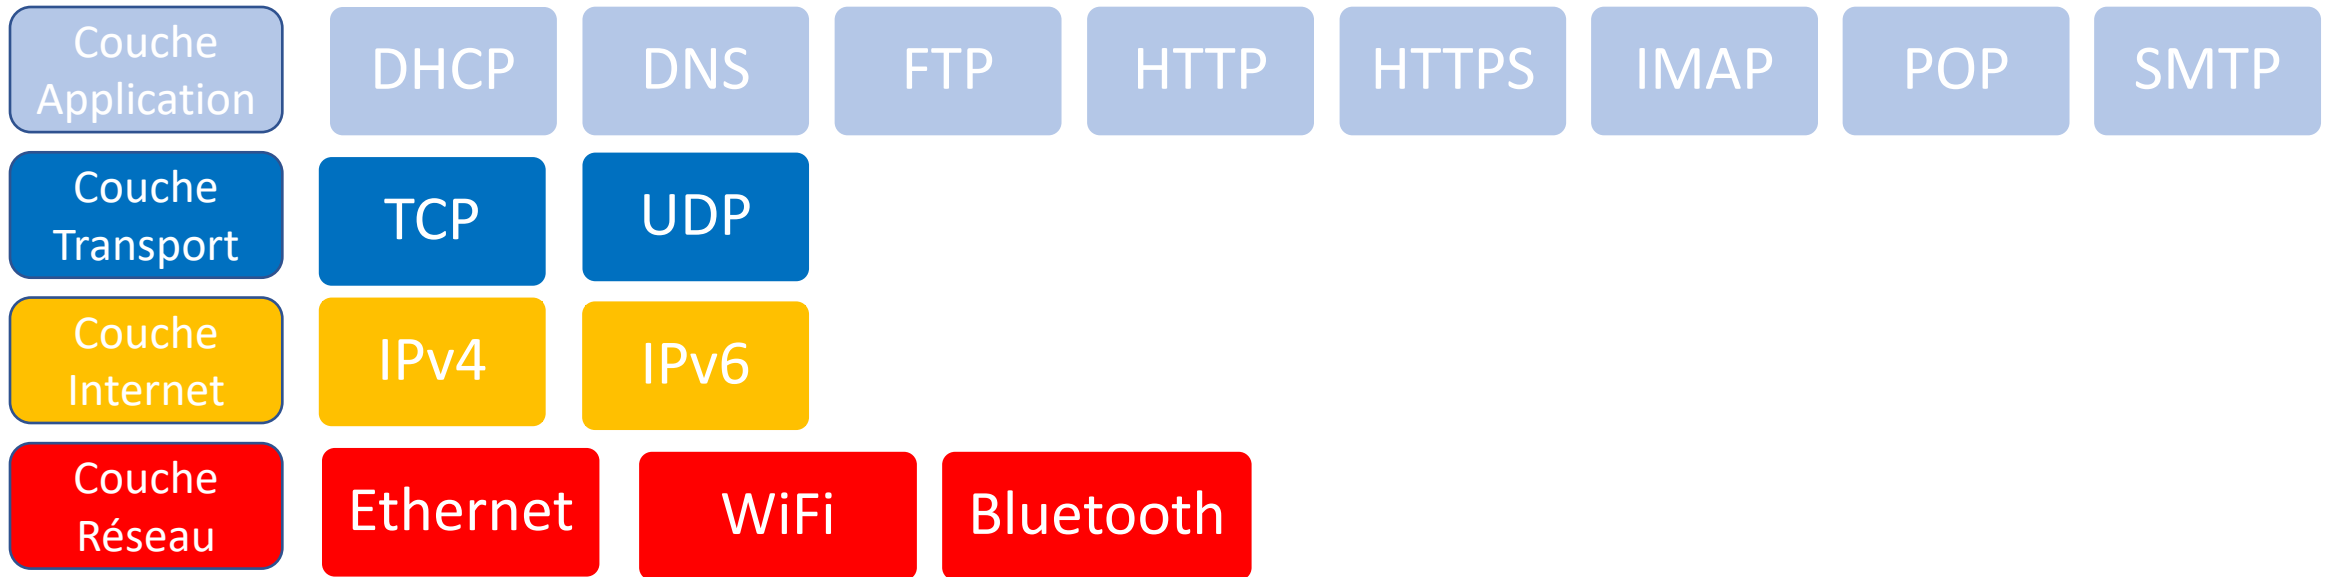 Couche
Application
DHCP
DNS
FTP
HTTP
HTTPS
IMAP
POP
SMTP
Couche
Transport
TCP
UDP
Couche
Internet
IPv4
IPv6
Couche
Réseau
Ethernet
WiFi
Bluetooth